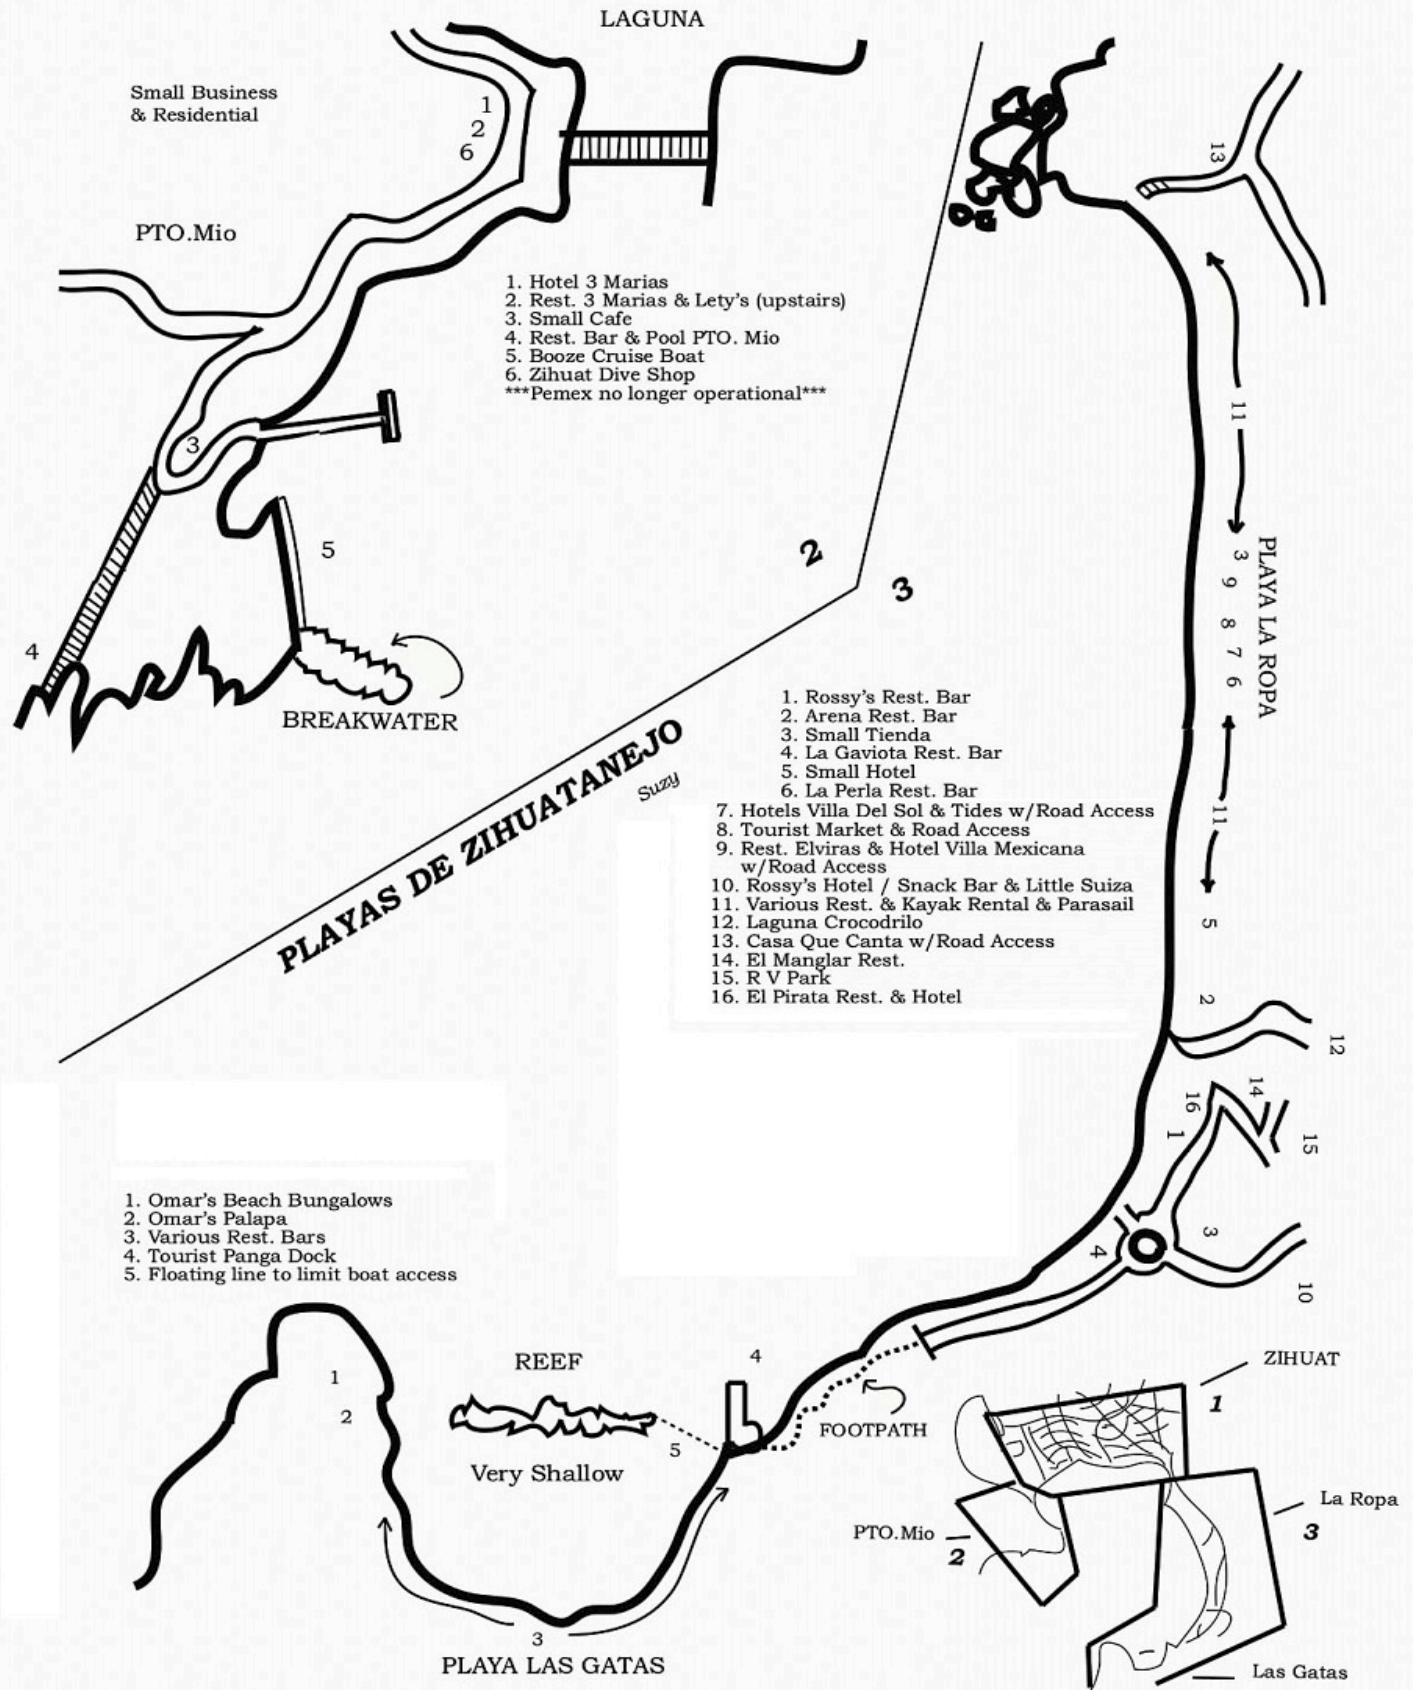 LAGUNA
Small Business
& Residential
1
2
6
13
PTO.Mio
1. Hotel 3 Marias
2. Rest. 3 Marias & Lety's (upstairs)
3. Small Cafe
4. Rest. Bar & Pool PTO. Mio
5. Booze Cruise Boat
6. Zihuat Dive Shop
***Pemex no longer operational***
3
5
4
BREAKWATER
2
3
11
3
9
8
7
6
PLAYA LA ROPA
11
5
2
12
PLAYAS DE ZIHUATANEJO
Suzy
1. Rossy's Rest. Bar
2. Arena Rest. Bar
3. Small Tienda
4. La Gaviota Rest. Bar
5. Small Hotel
6. La Perla Rest. Bar
7. Hotels Villa Del Sol & Tides w/Road Access
8. Tourist Market & Road Access
9. Rest. Elviras & Hotel Villa Mexicana
w/Road Access
10. Rossy's Hotel / Snack Bar & Little Suiza
11. Various Rest. & Kayak Rental & Parasail
12. Laguna Crocodrilo
13. Casa Que Canta w/Road Access
14. El Manglar Rest.
15. R V Park
16. El Pirata Rest. & Hotel
16
14
1
15
3
4
10
1. Omar's Beach Bungalows
2. Omar's Palapa
3. Various Rest. Bars
4. Tourist Panga Dock
5. Floating line to limit boat access
1
2
REEF
4
5
Very Shallow
FOOTPATH
3
PLAYA LAS GATAS
ZIHUAT
1
La Ropa
3
PTO.Mio
2
Las Gatas